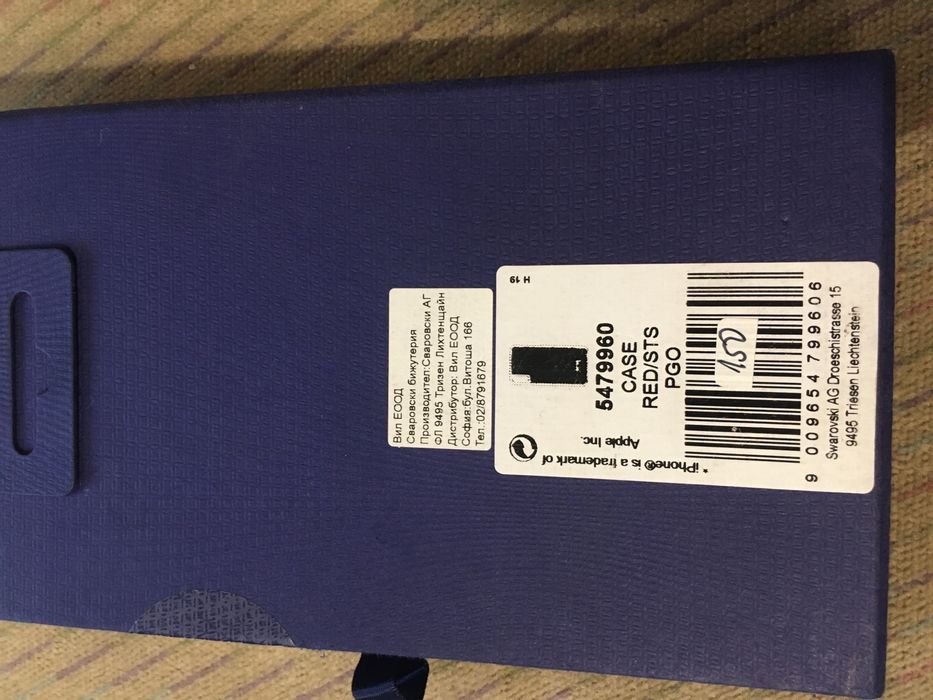 Вил ЕООД
Сваровски бижутерия
Производител:Сваровски АГ
ФЛ 9495 Тризен Лихтенщайн
Дистрибутор: Вил ЕООД
София:бул.Витоша 166
Тел.:02/8791679
H 19
5479960
CASE
RED/STS
PGO
* iPhone® is a trademark of
Apple Inc.
150
9 009654 799606
Swarovski AG Droeschistrasse 15
9495 Triesen Liechtenstein